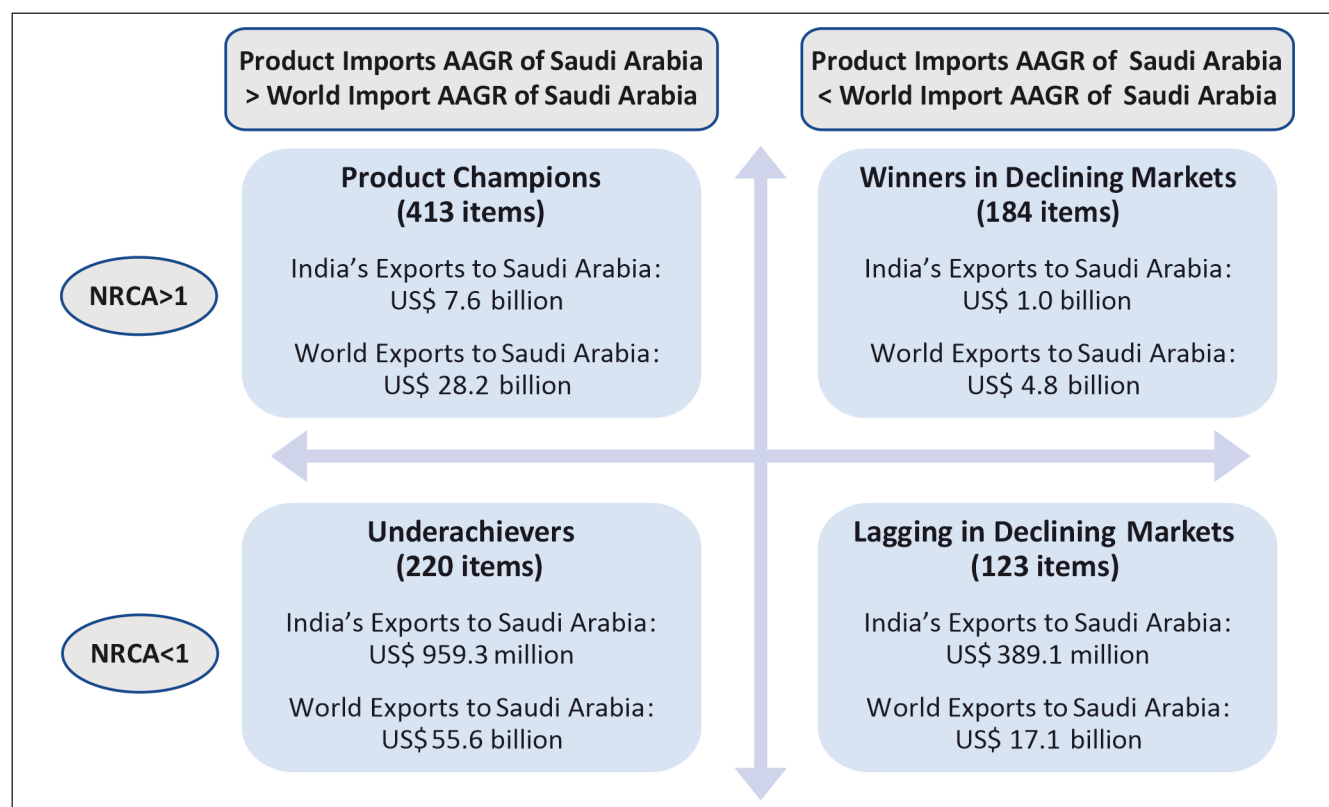 Product Imports AAGR of Saudi Arabia
> World Import AAGR of Saudi Arabia
Product Imports AAGR of Saudi Arabia
< World Import AAGR of Saudi Arabia
NRCA>1
Product Champions
(413 items)
India’s Exports to Saudi Arabia:
US$ 7.6 billion
World Exports to Saudi Arabia:
US$ 28.2 billion
Winners in Declining Markets
(184 items)
India’s Exports to Saudi Arabia:
US$ 1.0 billion
World Exports to Saudi Arabia:
US$ 4.8 billion
NRCA<1
Underachievers
(220 items)
India’s Exports to Saudi Arabia:
US$ 959.3 million
World Exports to Saudi Arabia:
US$ 55.6 billion
Lagging in Declining Markets
(123 items)
India’s Exports to Saudi Arabia:
US$ 389.1 million
World Exports to Saudi Arabia:
US$ 17.1 billion